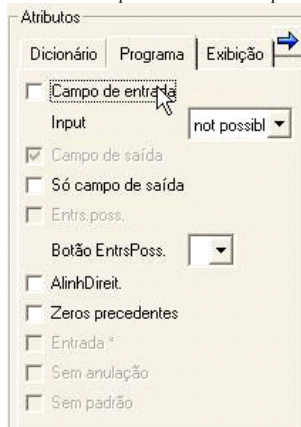 Atributos
Dicionário Programa Exibição
Campo de entrada
Input not possibl
Campo de saída
Só campo de saída
Entrs.poss.
Botão EntrsPoss.
AlinhDireit.
Zeros precedentes
Entrada *
Sem anulação
Sem padrão